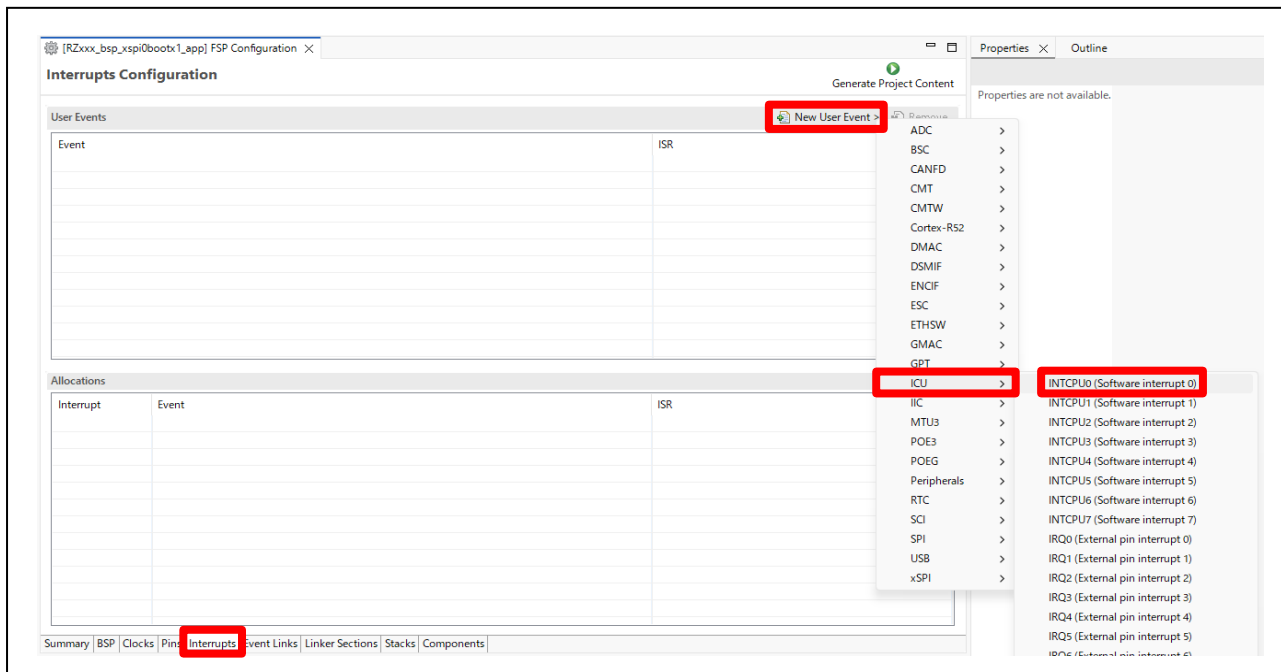 [RZxxx_bsp_xspi0bootx1_app] FSP Configuration
Properties
Outline
Interrupts Configuration
Generate Project Content
Properties are not available.
User Events
New User Event >
Remove
Event
ISR
ADC >
BSC >
CANFD >
CMT >
CMTW >
Cortex-R52 >
DMAC >
DSMIF >
ENCIF >
ESC >
ETHSW >
GMAC >
GPT >
ICU >
IIC >
MTU3 >
POE3 >
POEG >
Peripherals >
RTC >
SCI >
SPI >
USB >
xSPI >
INTCPU0 (Software interrupt 0)
INTCPU1 (Software interrupt 1)
INTCPU2 (Software interrupt 2)
INTCPU3 (Software interrupt 3)
INTCPU4 (Software interrupt 4)
INTCPU5 (Software interrupt 5)
INTCPU6 (Software interrupt 6)
INTCPU7 (Software interrupt 7)
IRQ0 (External pin interrupt 0)
IRQ1 (External pin interrupt 1)
IRQ2 (External pin interrupt 2)
IRQ3 (External pin interrupt 3)
IRQ4 (External pin interrupt 4)
IRQ5 (External pin interrupt 5)
IRQ6 (External pin interrupt 6)
Allocations
Interrupt
Event
ISR
Summary BSP Clocks Pins Interrupts Event Links Linker Sections Stacks Components